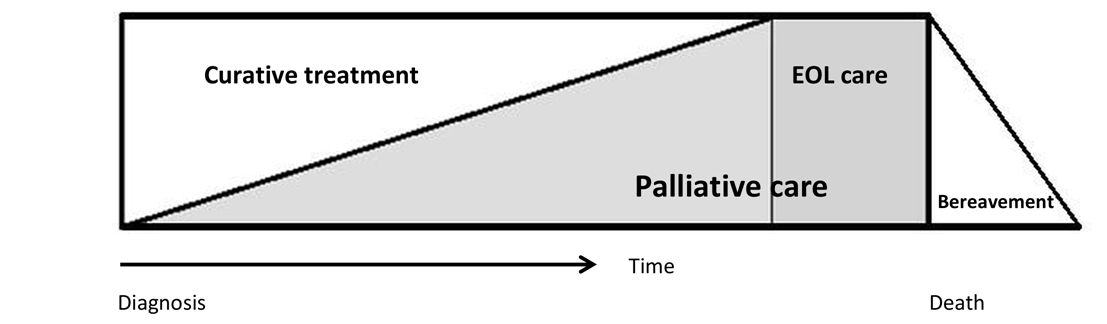 Curative treatment
EOL care
Palliative care
Bereavement
Time
Diagnosis
Death